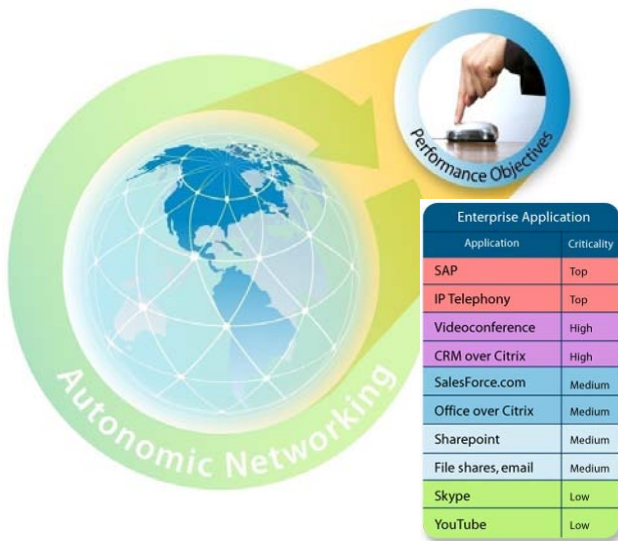 Performance Objectives
Autonomic Networking
Enterprise Application
Application Criticality
SAP Top
IP Telephony Top
Videoconference High
CRM over Citrix High
SalesForce.com Medium
Office over Citrix Medium
Sharepoint Medium
File shares, email Medium
Skype Low
YouTube Low